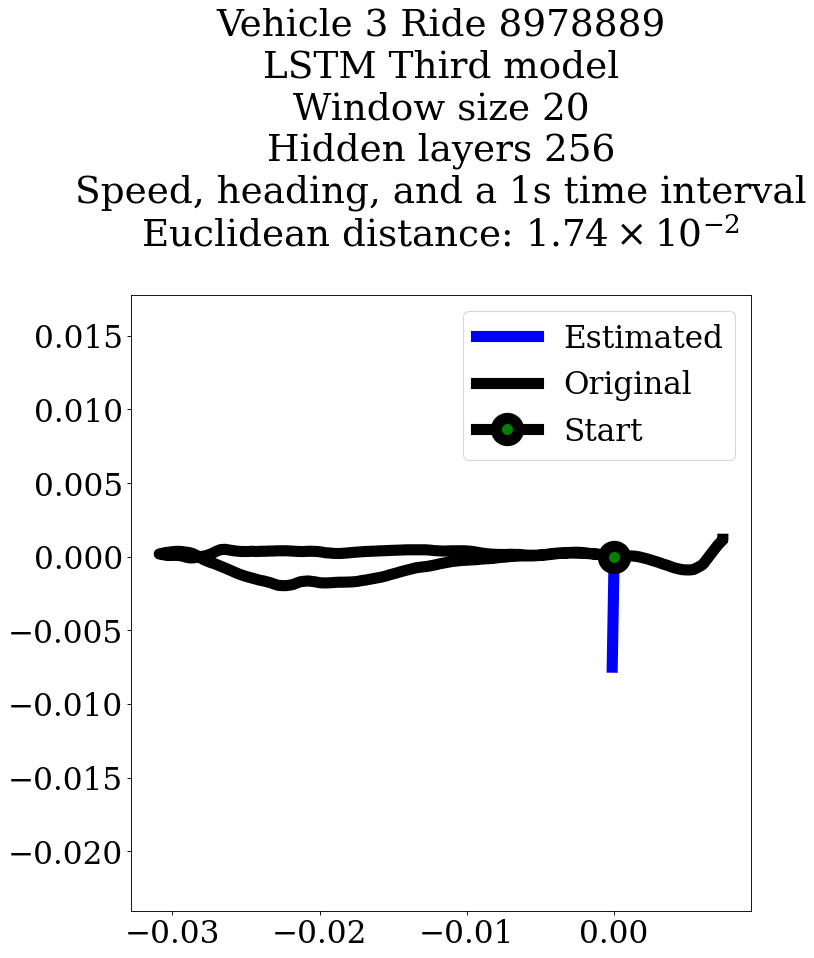 Vehicle 3 Ride 8978889
LSTM Third model
Window size 20
Hidden layers 256
Speed, heading, and a 1s time interval
Euclidean distance: 1.74 × 10⁻²
Estimated
Original
Start
0.015
0.010
0.005
0.000
−0.005
−0.010
−0.015
−0.020
−0.03 −0.02 −0.01 0.00